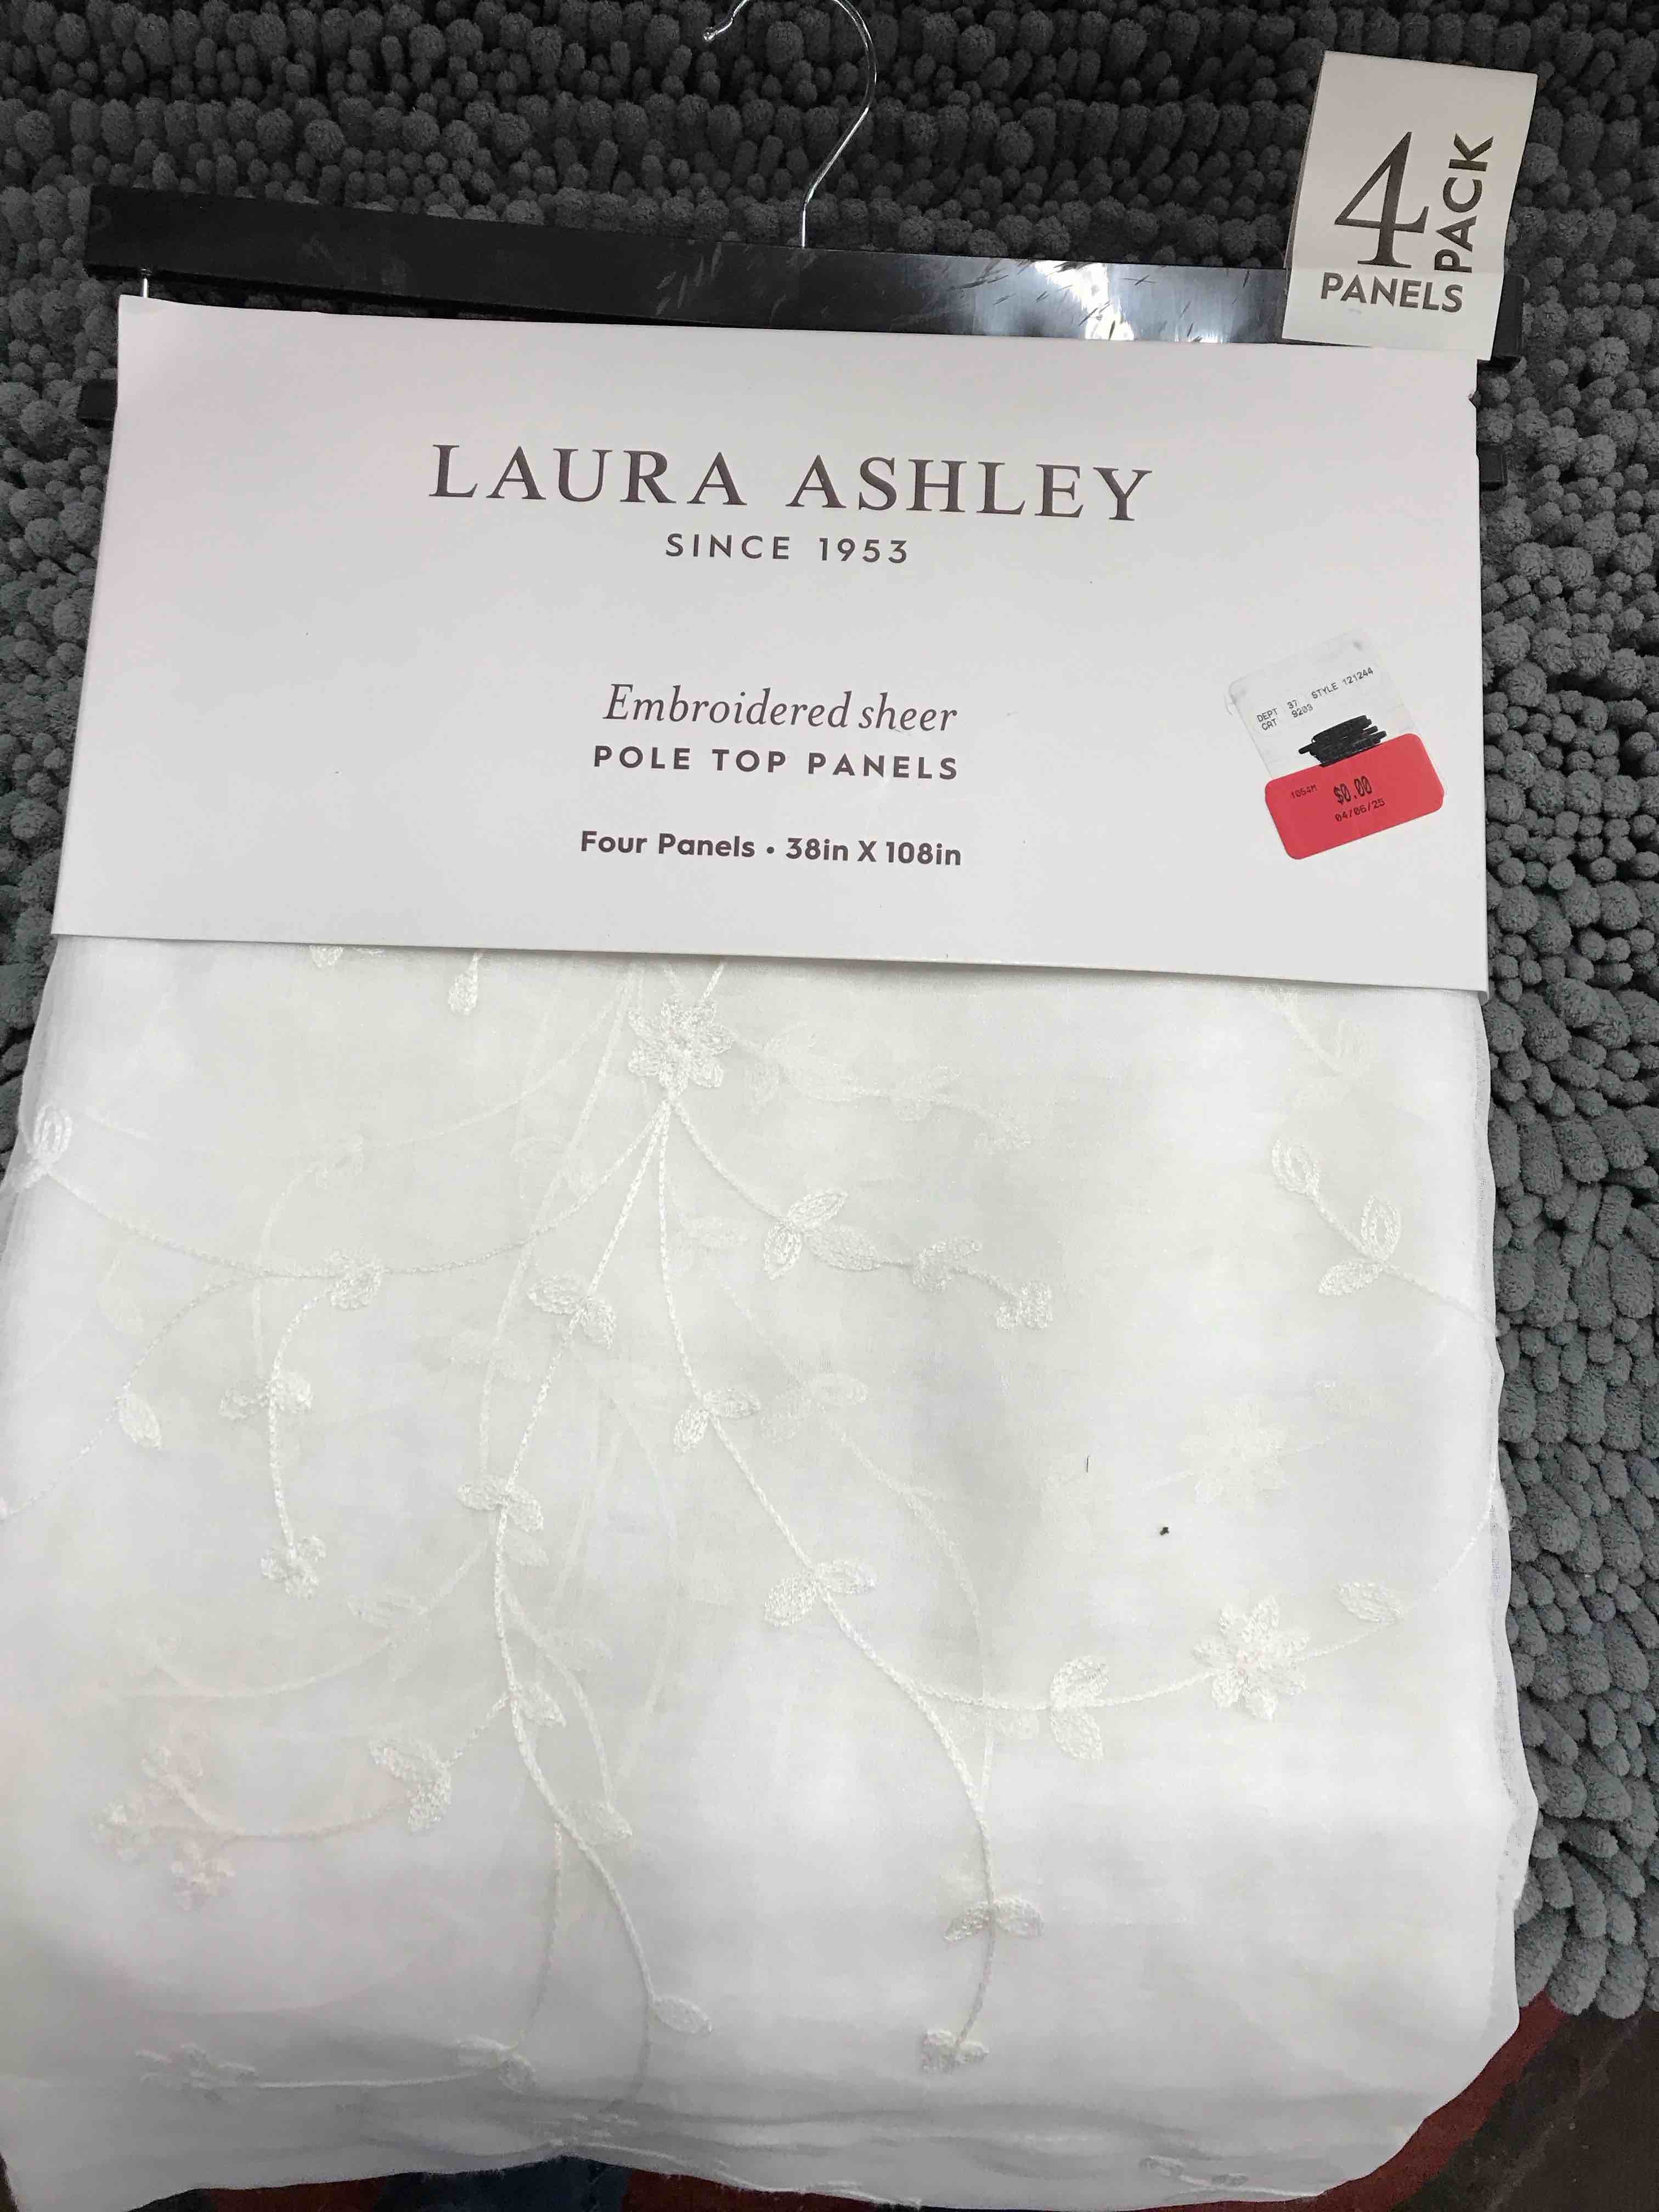 4
PACK
PANELS
LAURA ASHLEY
SINCE 1953
Embroidered sheer
POLE TOP PANELS
Four Panels • 38in X 108in
DEPT 37 STYLE 121244
CAT 9203
$0.00
04/06/25